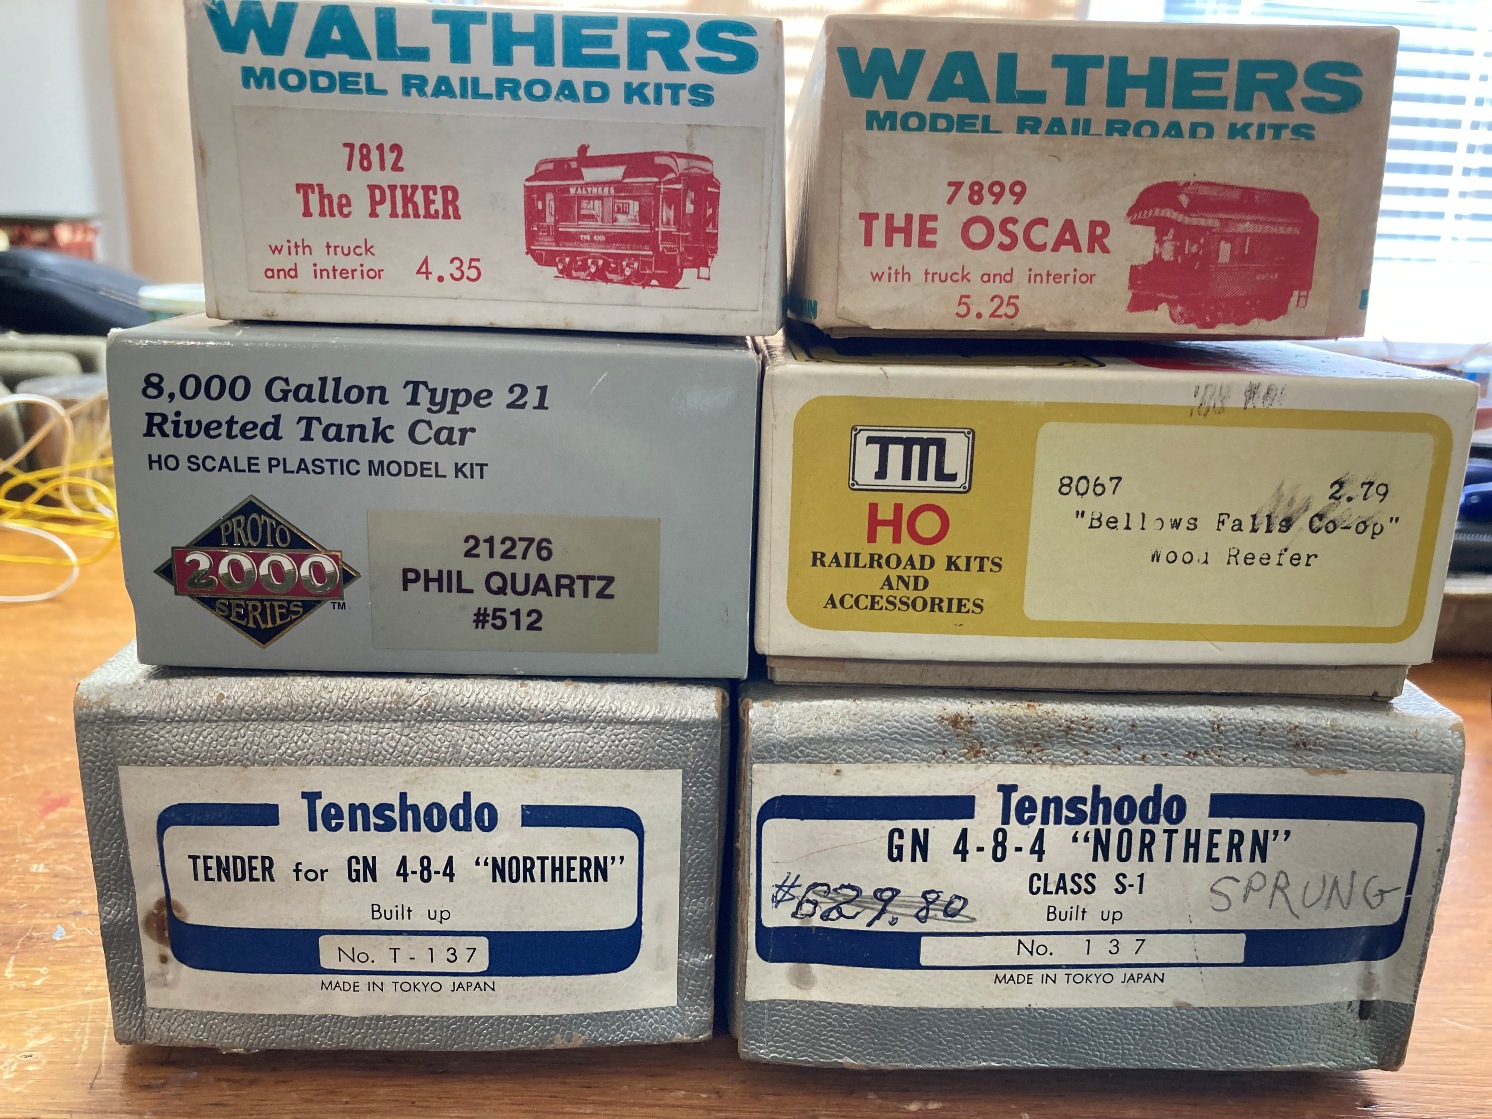 WALTHERS
MODEL RAILROAD KITS
7812
The PIKER
with truck
and interior 4.35
WALTHERS
WALTHERS
MODEL RAILROAD KITS
7899
THE OSCAR
with truck and interior
5.25
8,000 Gallon Type 21
Riveted Tank Car
HO SCALE PLASTIC MODEL KIT
PROTO
2000
SERIES TM
21276
PHIL QUARTZ
#512
TM
HO
RAILROAD KITS
AND
ACCESSORIES
8067 2.79
"Bellows Falls Co-op"
Wood Reefer
Tenshodo
TENDER for GN 4-8-4 “NORTHERN”
Built up
No. T-137
MADE IN TOKYO JAPAN
Tenshodo
GN 4-8-4 “NORTHERN”
CLASS S-1
#629.80 Built up SPRUNG
No. 137
MADE IN TOKYO JAPAN